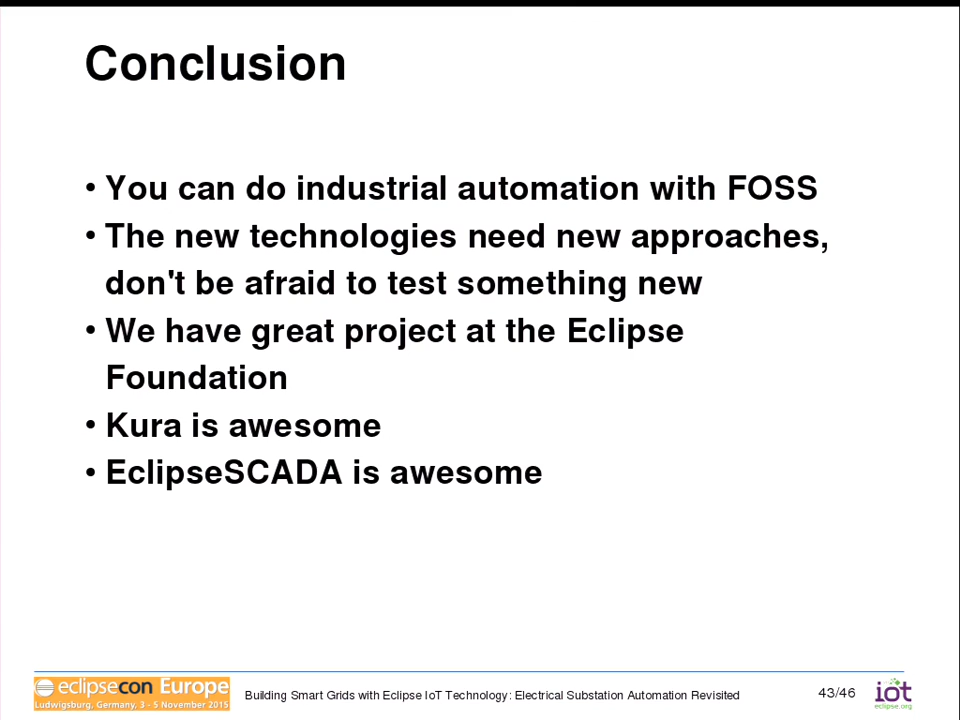 Conclusion
• You can do industrial automation with FOSS
• The new technologies need new approaches,
don't be afraid to test something new
• We have great project at the Eclipse
Foundation
• Kura is awesome
• EclipseSCADA is awesome
eclipsecon Europe
Ludwigsburg, Germany, 3 - 5 November 2015
Building Smart Grids with Eclipse IoT Technology: Electrical Substation Automation Revisited
43/46
iot
eclipse.org